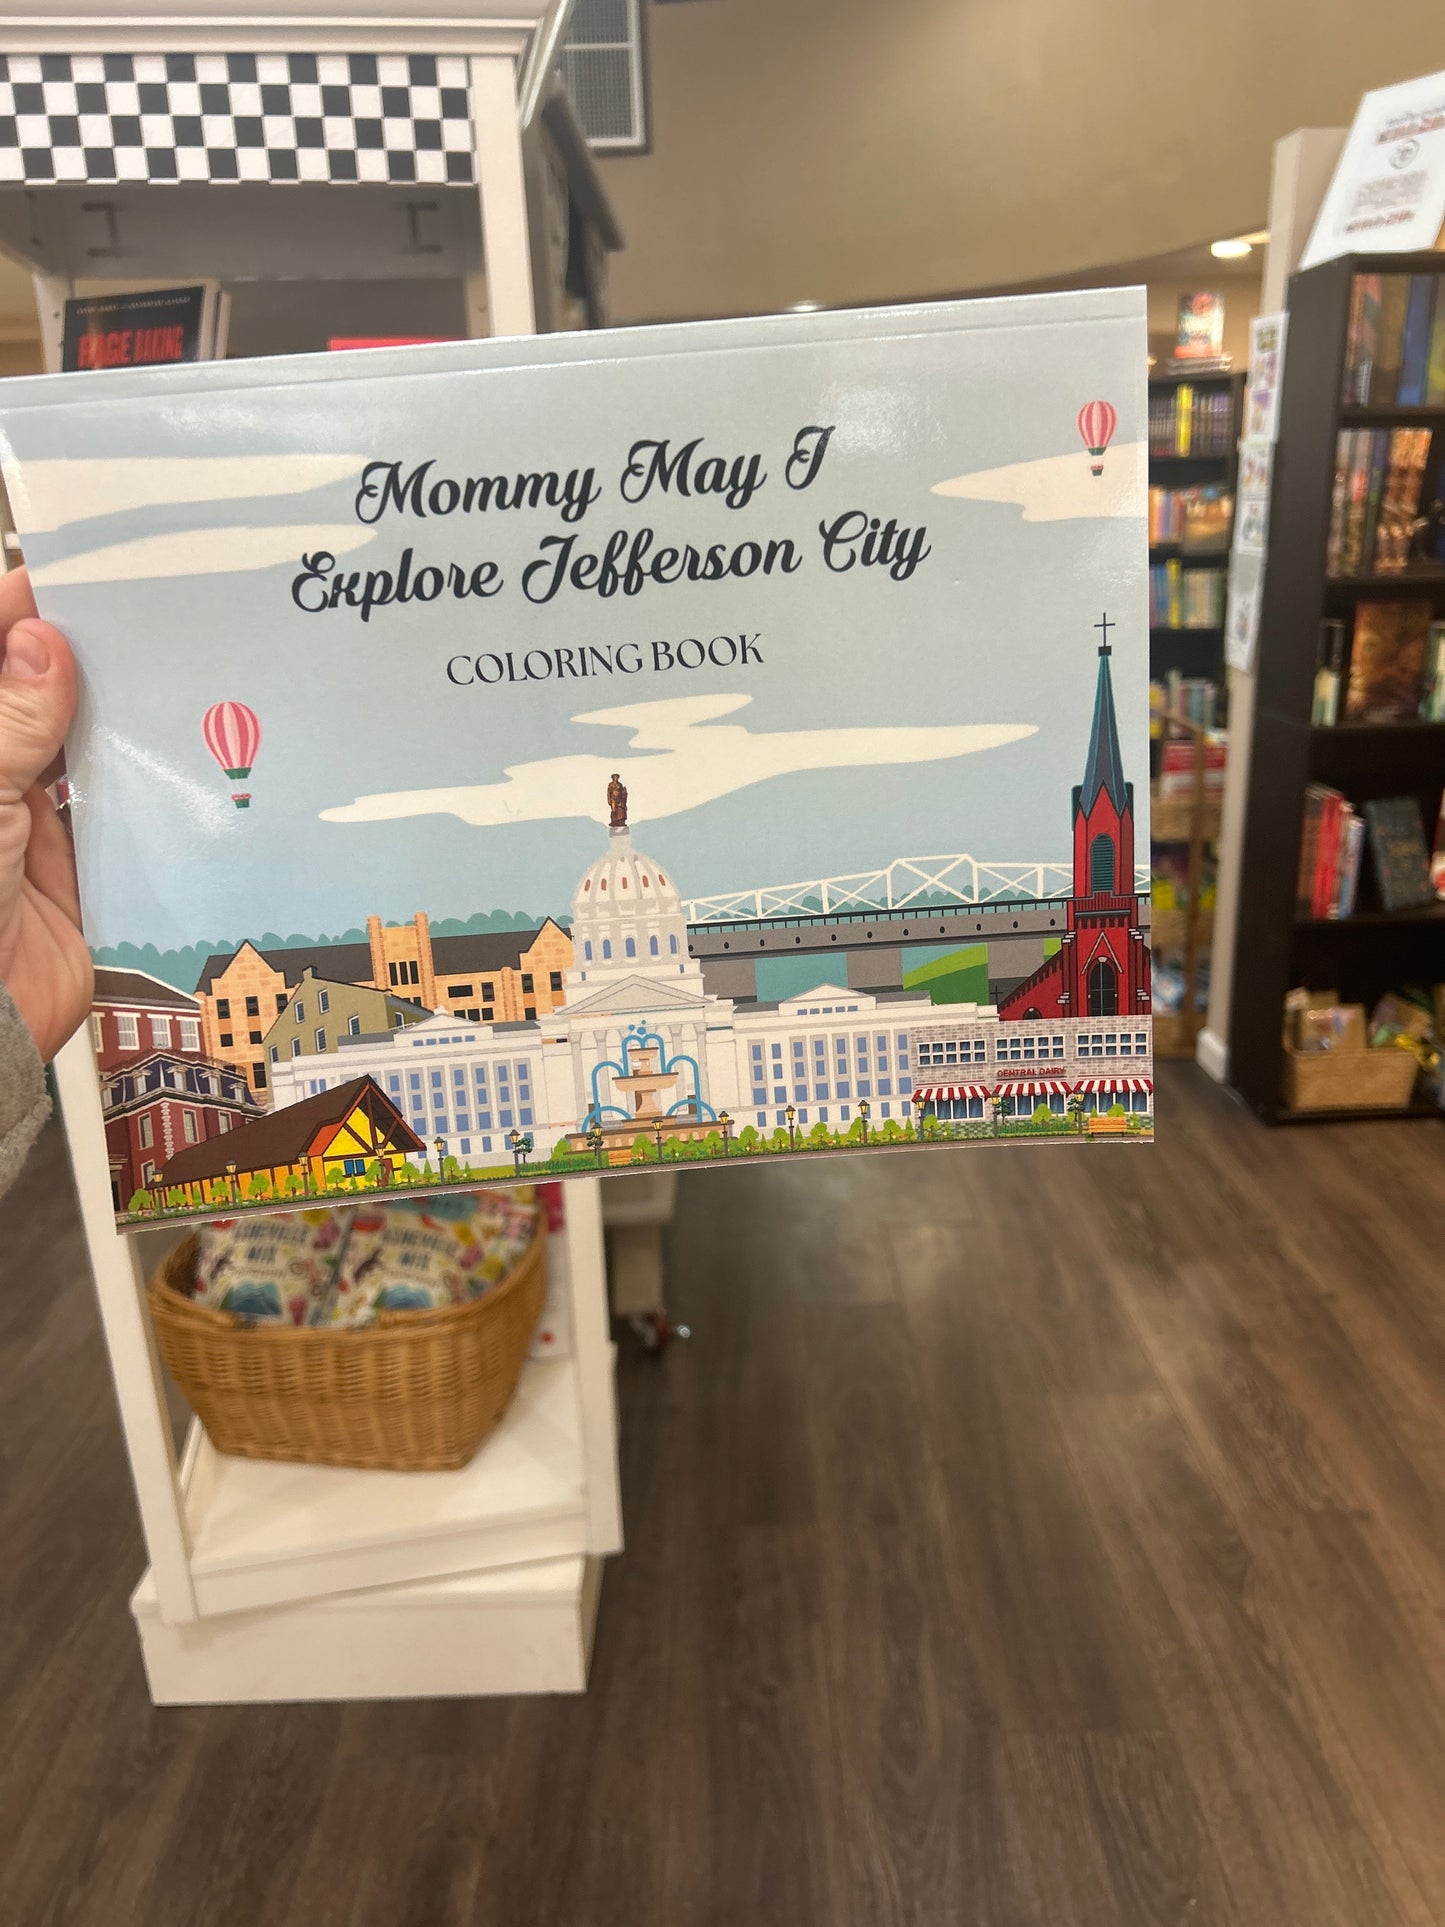 RAGE BAKING
Mommy May I
Explore Jefferson City
COLORING BOOK
CENTRAL DAIRY